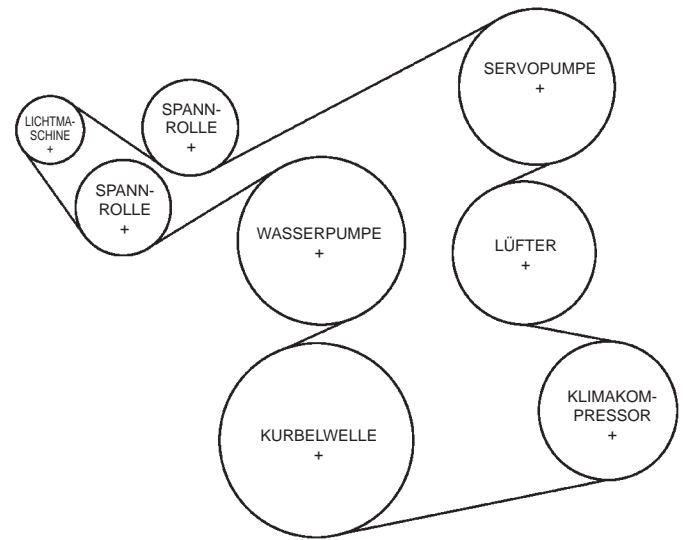 SERVOPUMPE
+
SPANN-
ROLLE
+
LICHTMA-
SCHINE
+
SPANN-
ROLLE
+
WASSERPUMPE
+
LÜFTER
+
KLIMAKOM-
PRESSOR
+
KURBELWELLE
+